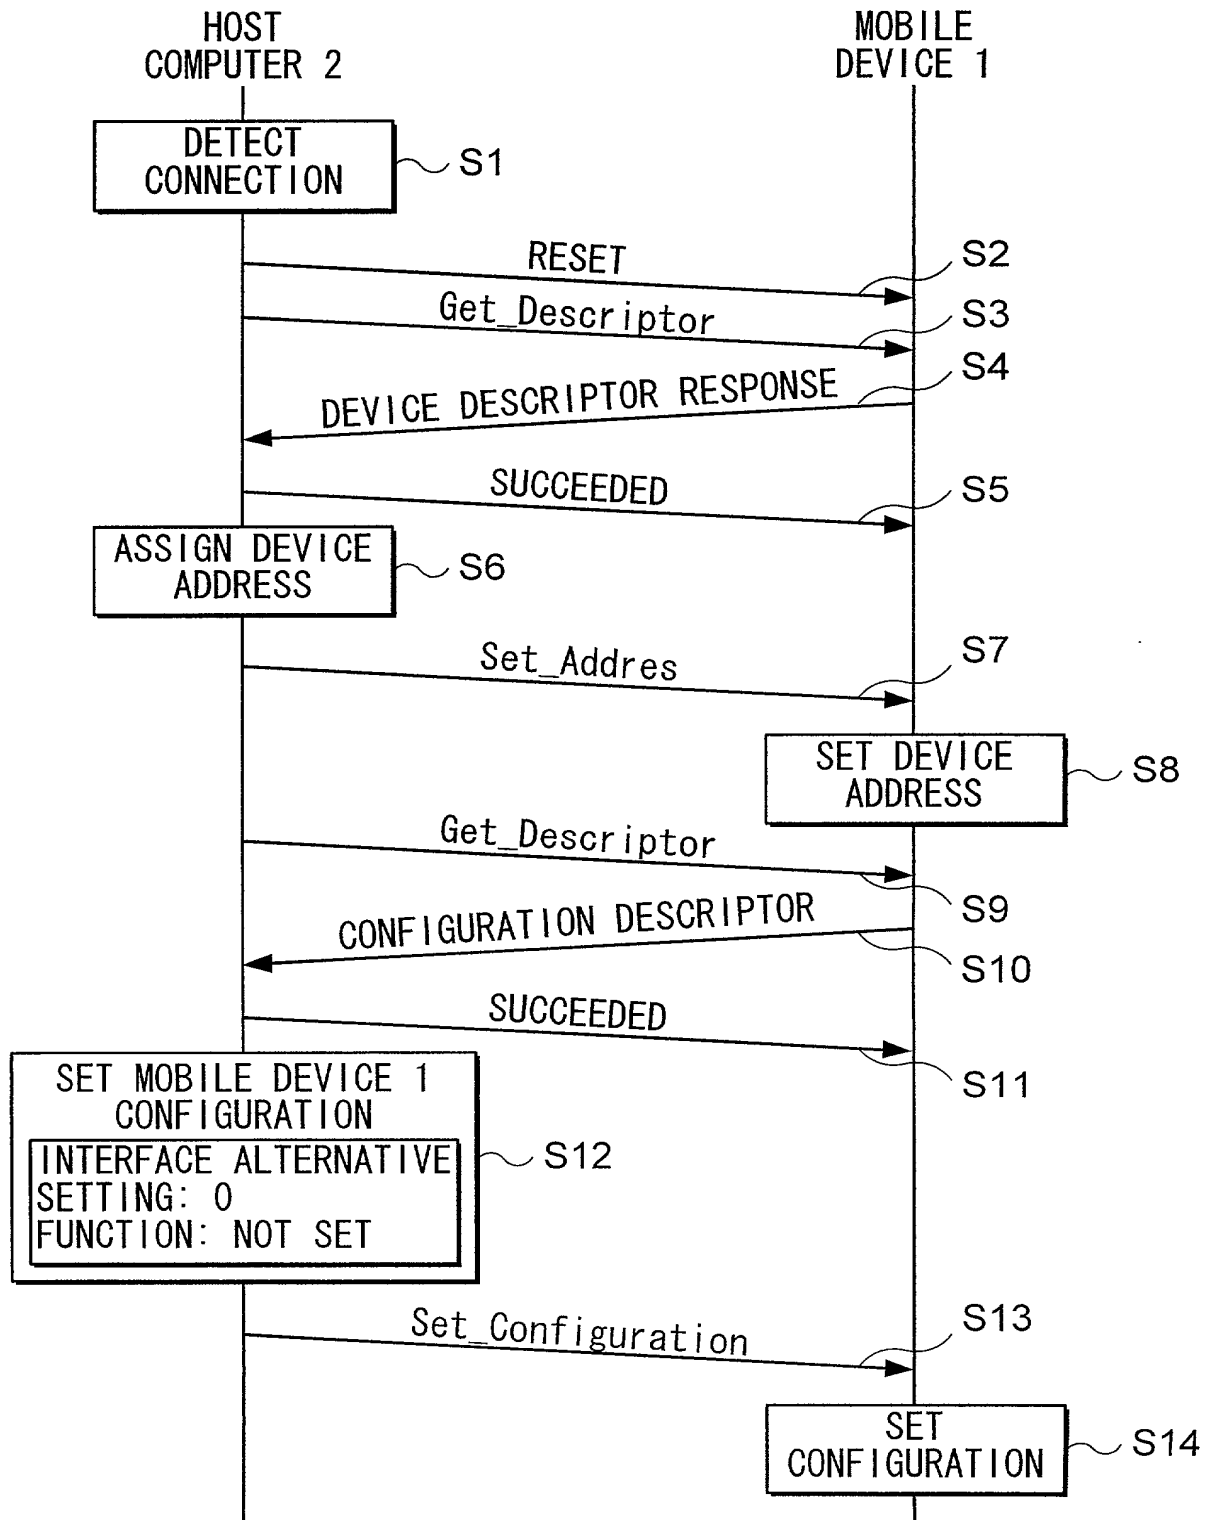 HOST
COMPUTER 2
MOBILE
DEVICE 1
DETECT
CONNECTION
S1
RESET
S2
Get_Descriptor
S3
DEVICE DESCRIPTOR RESPONSE
S4
SUCCEEDED
S5
ASSIGN DEVICE
ADDRESS
S6
Set_Addres
S7
SET DEVICE
ADDRESS
S8
Get_Descriptor
S9
CONFIGURATION DESCRIPTOR
S10
SUCCEEDED
S11
SET MOBILE DEVICE 1
CONFIGURATION
INTERFACE ALTERNATIVE
SETTING: 0
FUNCTION: NOT SET
S12
Set_Configuration
S13
SET
CONFIGURATION
S14